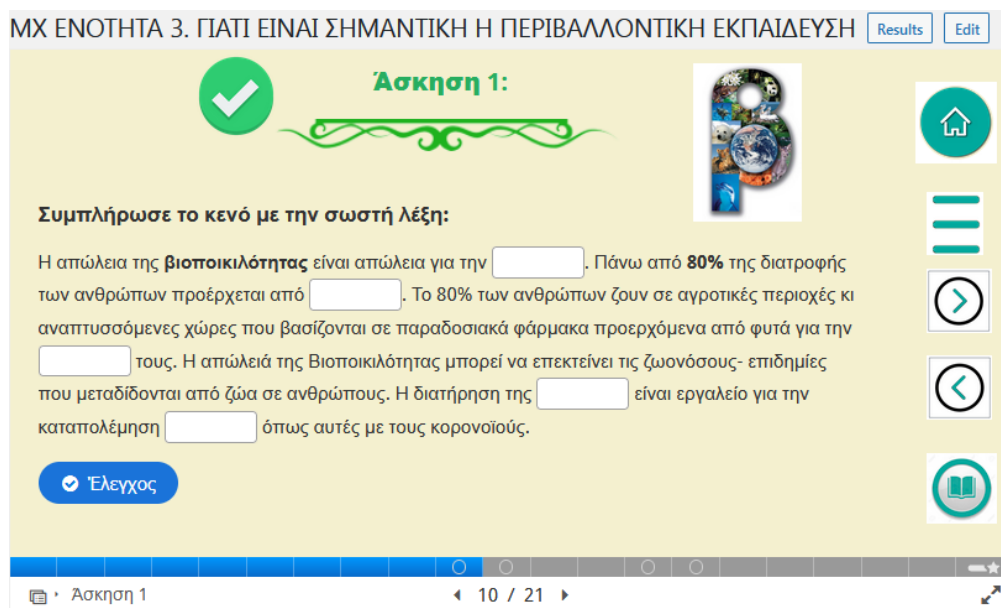 ΜΧ ΕΝΟΤΗΤΑ 3. ΓΙΑΤΙ ΕΙΝΑΙ ΣΗΜΑΝΤΙΚΗ Η ΠΕΡΙΒΑΛΛΟΝΤΙΚΗ ΕΚΠΑΙΔΕΥΣΗ Results Edit
Άσκηση 1:
Συμπλήρωσε το κενό με την σωστή λέξη:
Η απώλεια της βιοποικιλότητας είναι απώλεια για την . Πάνω από 80% της διατροφής
των ανθρώπων προέρχεται από . Το 80% των ανθρώπων ζουν σε αγροτικές περιοχές κι
αναπτυσσόμενες χώρες που βασίζονται σε παραδοσιακά φάρμακα προερχόμενα από φυτά για την
τους. Η απώλειά της Βιοποικιλότητας μπορεί να επεκτείνει τις ζωονόσους- επιδημίες
που μεταδίδονται από ζώα σε ανθρώπους. Η διατήρηση της είναι εργαλείο για την
καταπολέμηση όπως αυτές με τους κορονοϊούς.
Έλεγχος
Άσκηση 1 10 / 21